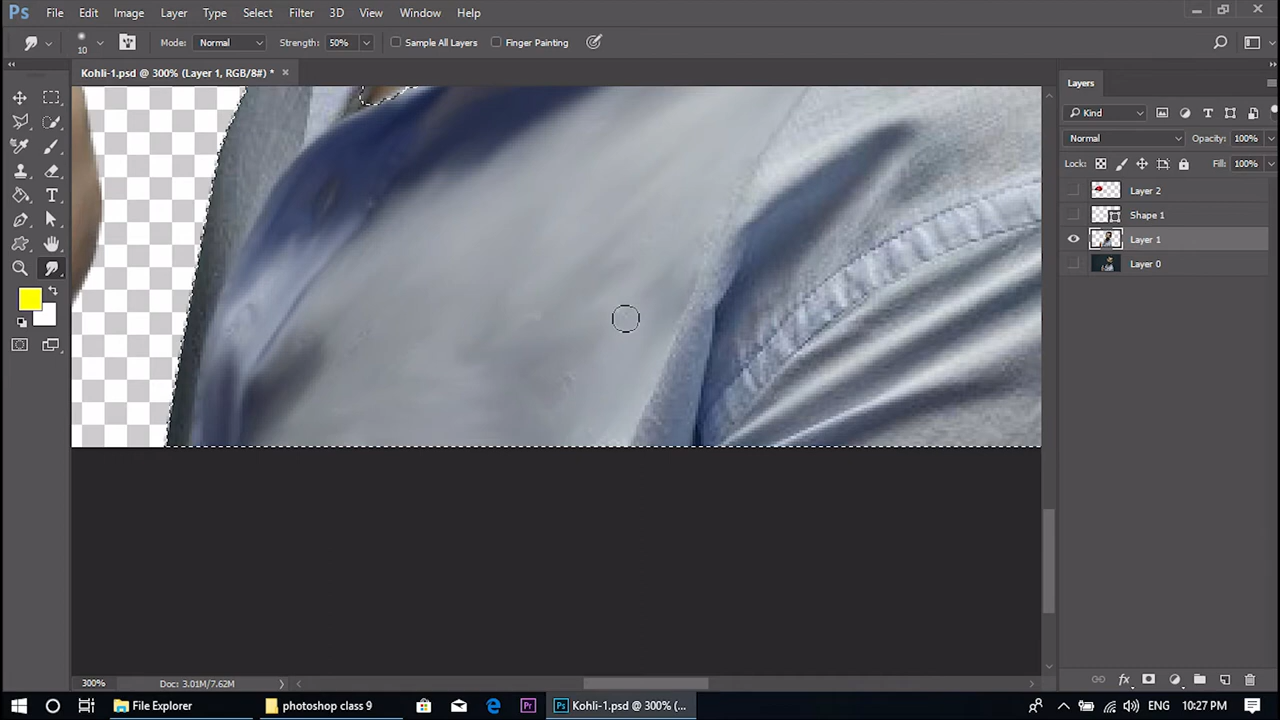 Ps File Edit Image Layer Type Select Filter 3D View Window Help
10 Mode: Normal Strength: 50% Sample All Layers Finger Painting
Kohli-1.psd @ 300% (Layer 1, RGB/8#) *
Layers
Kind
Normal Opacity: 100%
Lock: Fill: 100%
Layer 2
Shape 1
Layer 1
Layer 0
300% Doc: 3.01M/7.62M
File Explorer photoshop class 9 Pr Ps Kohli-1.psd @ 300% (... ENG 10:27 PM